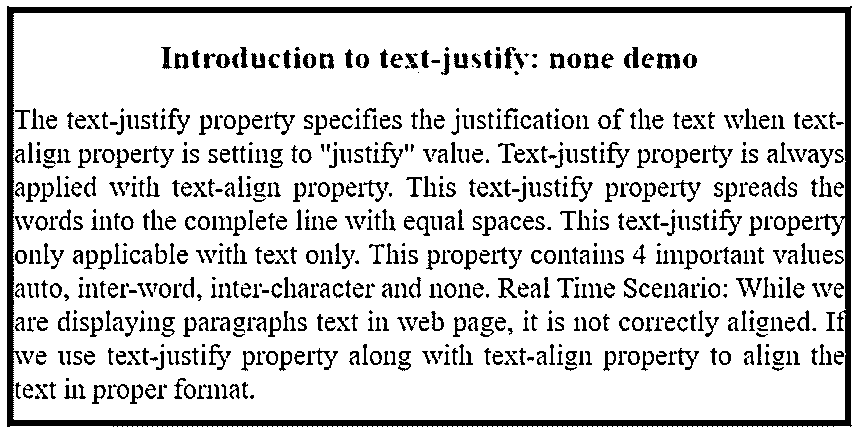 Introduction to text-justify: none demo
The text-justify property specifies the justification of the text when text-
align property is setting to "justify" value. Text-justify property is always
applied with text-align property. This text-justify property spreads the
words into the complete line with equal spaces. This text-justify property
only applicable with text only. This property contains 4 important values
auto, inter-word, inter-character and none. Real Time Scenario: While we
are displaying paragraphs text in web page, it is not correctly aligned. If
we use text-justify property along with text-align property to align the
text in proper format.